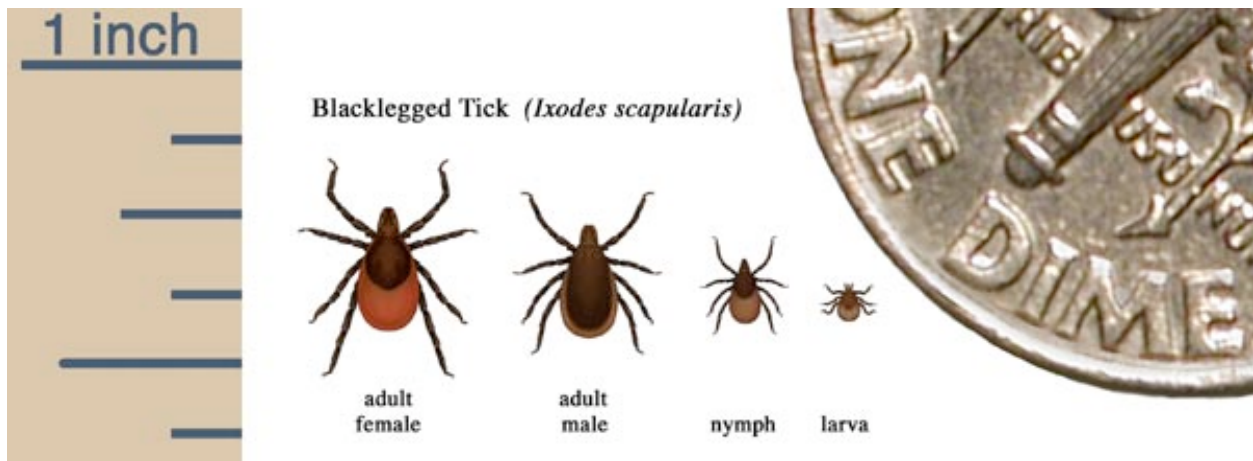 1 inch
Blacklegged Tick (Ixodes scapularis)
adult
female
adult
male
nymph
larva
ONE DIME